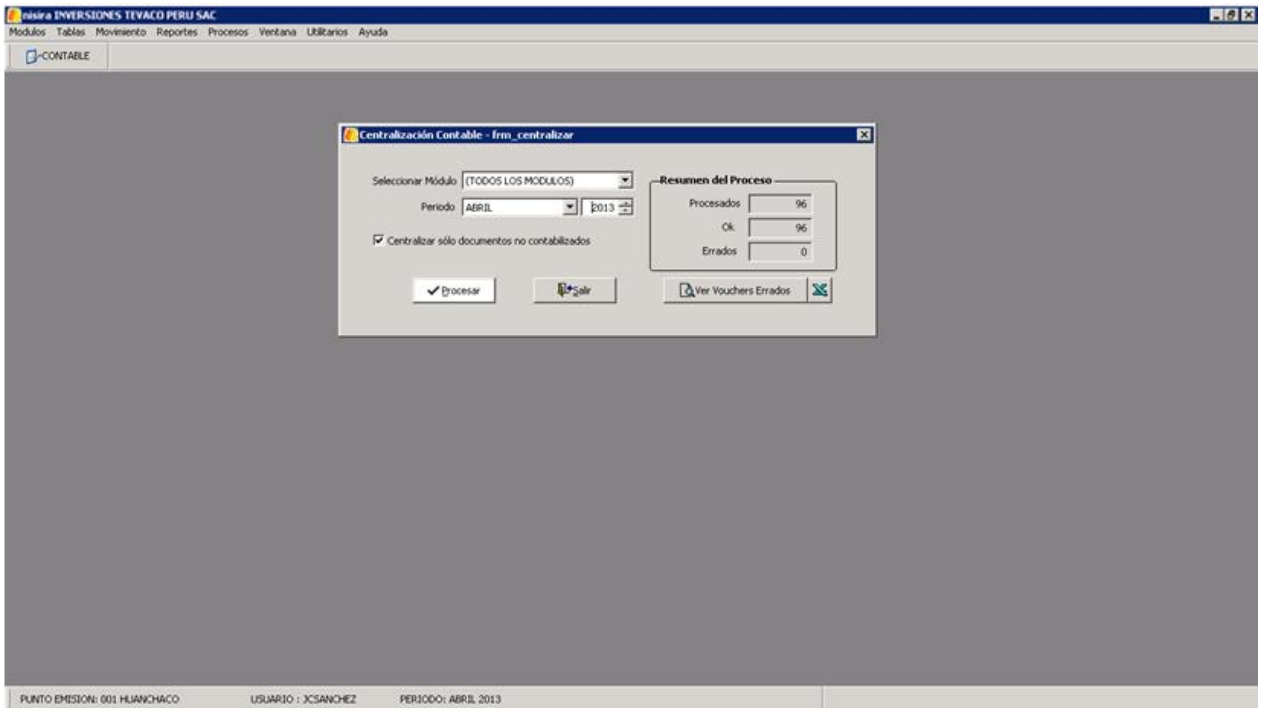 nisira INVERSIONES TEVACO PERU SAC
Modulos Tablas Movimiento Reportes Procesos Ventana Utilitarios Ayuda
CONTABLE
Centralización Contable - frm_centralizar
Seleccionar Módulo (TODOS LOS MODULOS)
Periodo ABRIL 2013
Centralizar sólo documentos no contabilizados
Procesar
Salir
Resumen del Proceso
Procesados 96
Ok 96
Errados 0
Ver Vouchers Errados
PUNTO EMISION: 001 HUANCHACO USUARIO : JCSANCHEZ PERIODO: ABRIL 2013